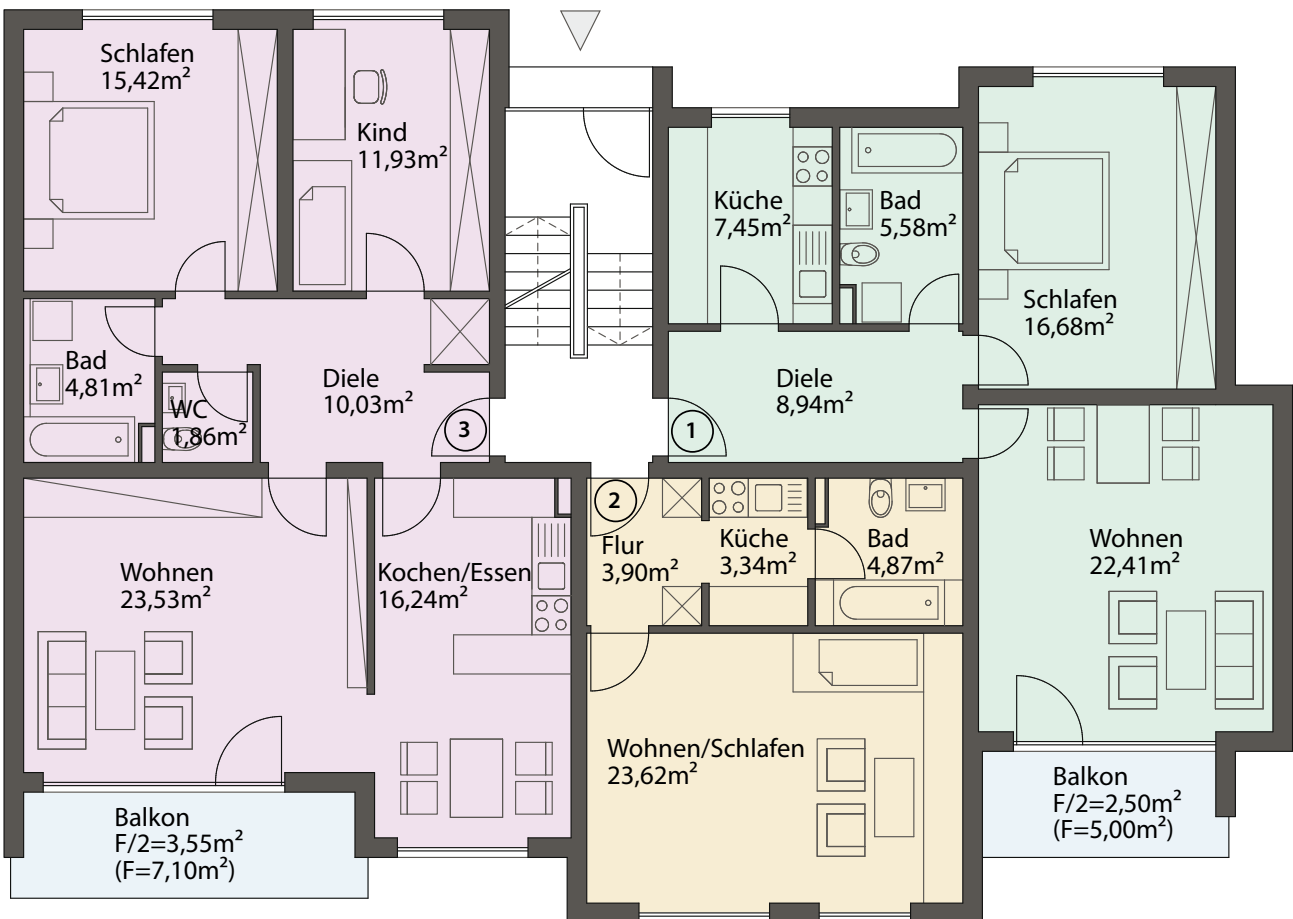 Schlafen
15,42m²
Kind
11,93m²
Bad
4,81m²
WC
1,86m²
Diele
10,03m²
3
Wohnen
23,53m²
Kochen/Essen
16,24m²
Balkon
F/2=3,55m²
(F=7,10m²)
Küche
7,45m²
Bad
5,58m²
Schlafen
16,68m²
Diele
8,94m²
1
Wohnen
22,41m²
Balkon
F/2=2,50m²
(F=5,00m²)
2
Flur
3,90m²
Küche
3,34m²
Bad
4,87m²
Wohnen/Schlafen
23,62m²